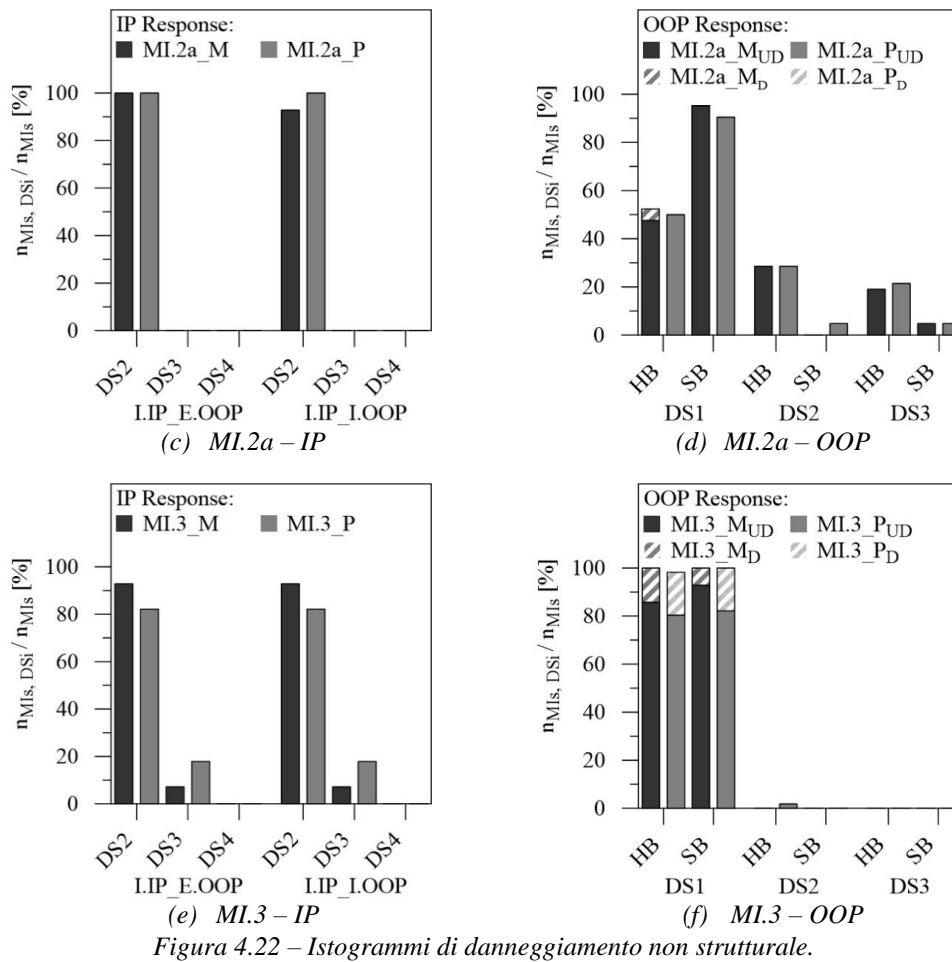 IP Response:
MI.2a_M MI.2a_P
n_MIs, DSi / n_MIs [%]
100
80
60
40
20
0
DS2 DS3 DS4 DS2 DS3 DS4
I.IP_E.OOP I.IP_I.OOP
(c) MI.2a – IP
OOP Response:
MI.2a_M_UD MI.2a_P_UD
MI.2a_M_D MI.2a_P_D
n_MIs, DSi / n_MIs [%]
100
80
60
40
20
0
HB SB HB SB HB SB
DS1 DS2 DS3
(d) MI.2a – OOP
IP Response:
MI.3_M MI.3_P
n_MIs, DSi / n_MIs [%]
100
80
60
40
20
0
DS2 DS3 DS4 DS2 DS3 DS4
I.IP_E.OOP I.IP_I.OOP
(e) MI.3 – IP
OOP Response:
MI.3_M_UD MI.3_P_UD
MI.3_M_D MI.3_P_D
n_MIs, DSi / n_MIs [%]
100
80
60
40
20
0
HB SB HB SB HB SB
DS1 DS2 DS3
(f) MI.3 – OOP
Figura 4.22 – Istogrammi di danneggiamento non strutturale.